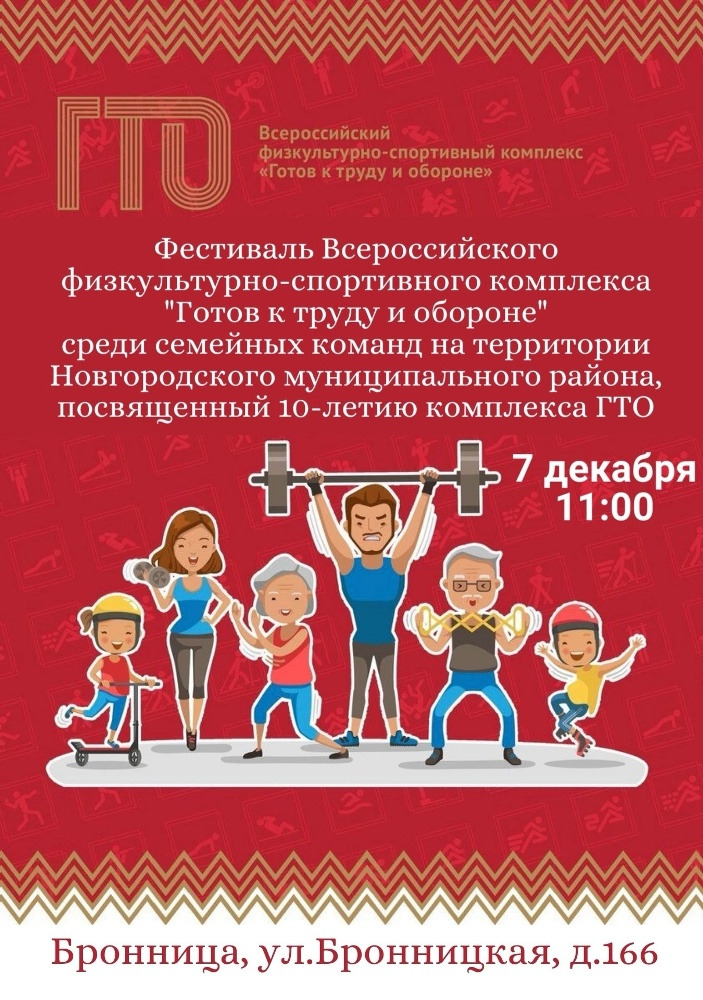 ГТО
Всероссийский
физкультурно-спортивный комплекс
«Готов к труду и обороне»
Фестиваль Всероссийского
физкультурно-спортивного комплекса
"Готов к труду и обороне"
среди семейных команд на территории
Новгородского муниципального района,
посвященный 10-летию комплекса ГТО
7 декабря
11:00
Бронница, ул.Бронницкая, д.166